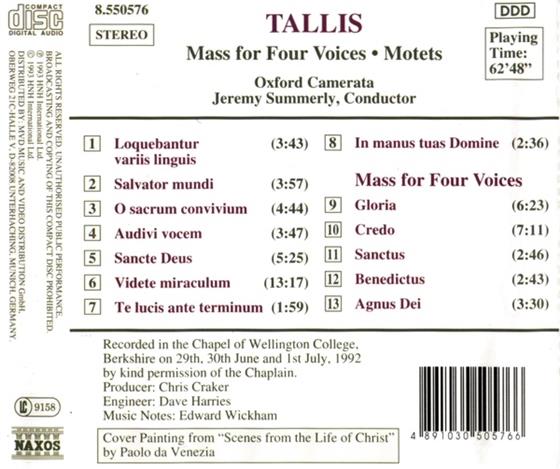 COMPACT
disc
DIGITAL AUDIO
8.550576
STEREO
TALLIS
Mass for Four Voices • Motets
Oxford Camerata
Jeremy Summerly, Conductor
DDD
Playing
Time:
62'48"
1 Loquebantur (3:43)
variis linguis
2 Salvator mundi (3:57)
3 O sacrum convivium (4:44)
4 Audivi vocem (3:47)
5 Sancte Deus (5:25)
6 Videte miraculum (13:17)
7 Te lucis ante terminum (1:59)
8 In manus tuas Domine (2:36)
Mass for Four Voices
9 Gloria (6:23)
10 Credo (7:11)
11 Sanctus (2:46)
12 Benedictus (2:43)
13 Agnus Dei (3:30)
Recorded in the Chapel of Wellington College,
Berkshire on 29th, 30th June and 1st July, 1992
by kind permission of the Chaplain.
Producer: Chris Craker
Engineer: Dave Harries
Music Notes: Edward Wickham
Cover Painting from "Scenes from the Life of Christ"
by Paolo da Venezia
4 891030 505766
ALL RIGHTS RESERVED. UNAUTHORISED PUBLIC PERFORMANCE,
BROADCASTING AND COPYING OF THIS COMPACT DISC PROHIBITED.
℗ 1993 HNH International Ltd.
© 1993 HNH International Ltd.
DISTRIBUTED BY: MVD MUSIC AND VIDEO DISTRIBUTION GmbH,
OBERWEG 21C-HALLE V, D-82008 UNTERHACHING, MUNICH, GERMANY.
LC 9158
NAXOS